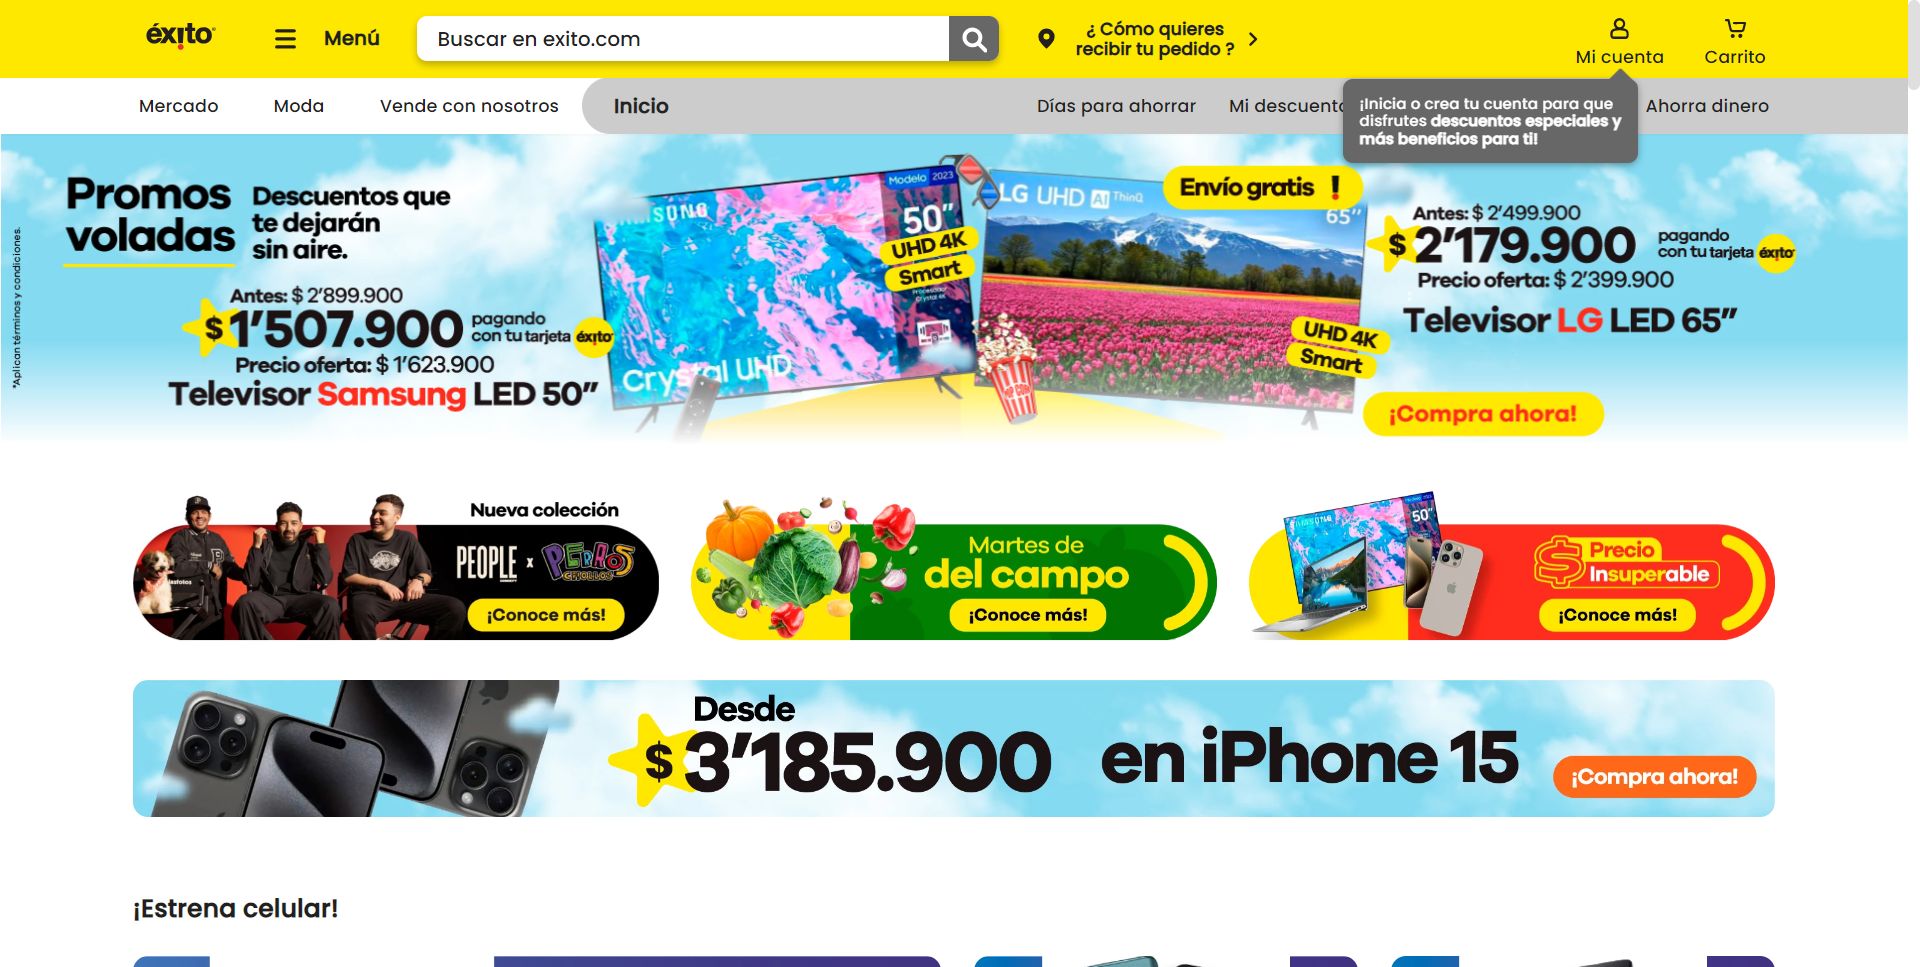 éxito
Menú
Buscar en exito.com
¿ Cómo quieres
recibir tu pedido ?
Mi cuenta
Carrito
Mercado
Moda
Vende con nosotros
Inicio
Días para ahorrar
Mi descuento
Ahorra dinero
¡Inicia o crea tu cuenta para que
disfrutes descuentos especiales y
más beneficios para ti!
*Aplican términos y condiciones.
Promos
voladas
Descuentos que
te dejarán
sin aire.
Antes: $ 2’899.900
$ 1’507.900
pagando
con tu tarjeta éxito
Precio oferta: $ 1’623.900
Televisor Samsung LED 50”
SAMSUNG
Modelo 2023
50”
UHD 4K
Smart
Procesador
Crystal 4K
Crystal UHD
LG UHD AI ThinQ
Envío gratis !
65”
UHD 4K
Smart
POP CORN
Antes: $ 2’499.900
$ 2’179.900
pagando
con tu tarjeta éxito
Precio oferta: $ 2’399.900
Televisor LG LED 65”
¡Compra ahora!
Nueva colección
PEOPLE x PERROS
CRIOLLOS
¡Conoce más!
Martes de
del campo
¡Conoce más!
SAMSUNG
50”
$ Precio
Insuperable
¡Conoce más!
Desde
$ 3’185.900 en iPhone 15
¡Compra ahora!
¡Estrena celular!